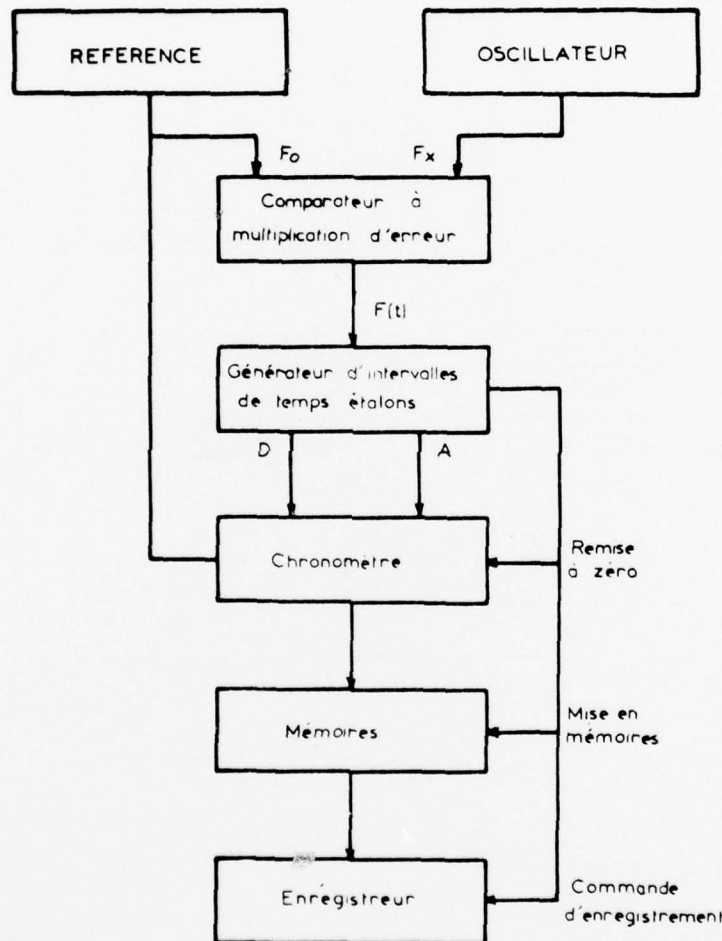 REFERENCE
OSCILLATEUR
Fo
Fx
Comparateur à
multiplication d'erreur
F(t)
Générateur d'intervalles
de temps étalons
D
A
Chronomètre
Remise
à zéro
Mémoires
Mise en
mémoires
Enrégistreur
Commande
d'enregistrement